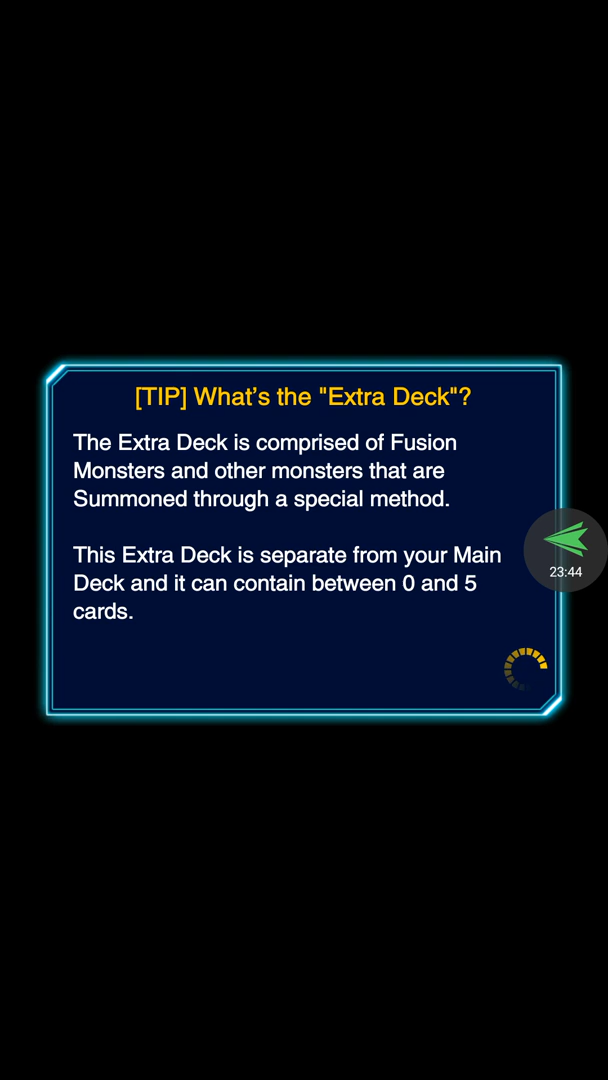 [TIP] What’s the "Extra Deck"?
The Extra Deck is comprised of Fusion
Monsters and other monsters that are
Summoned through a special method.
This Extra Deck is separate from your Main
Deck and it can contain between 0 and 5
cards.
23:44